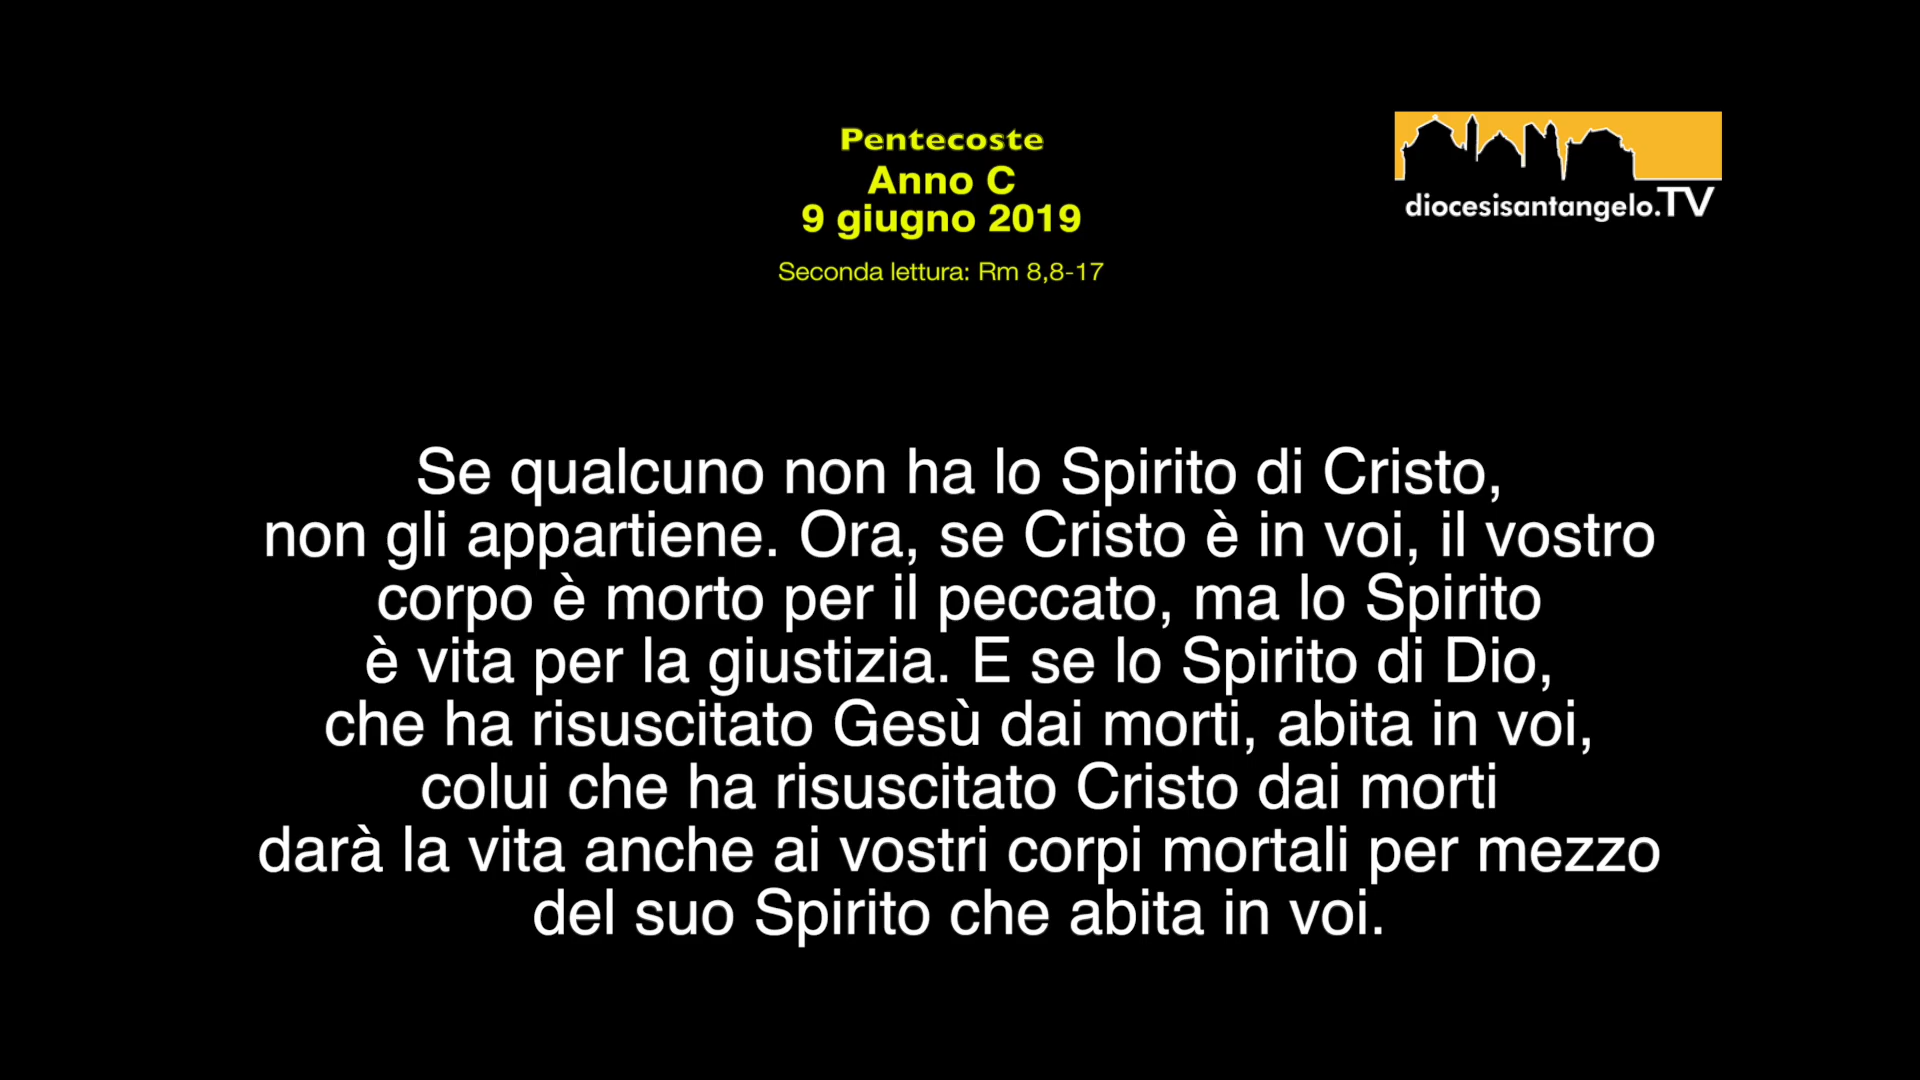 Pentecoste
Anno C
9 giugno 2019
Seconda lettura: Rm 8,8-17
diocesisantangelo.TV
Se qualcuno non ha lo Spirito di Cristo,
non gli appartiene. Ora, se Cristo è in voi, il vostro
corpo è morto per il peccato, ma lo Spirito
è vita per la giustizia. E se lo Spirito di Dio,
che ha risuscitato Gesù dai morti, abita in voi,
colui che ha risuscitato Cristo dai morti
darà la vita anche ai vostri corpi mortali per mezzo
del suo Spirito che abita in voi.